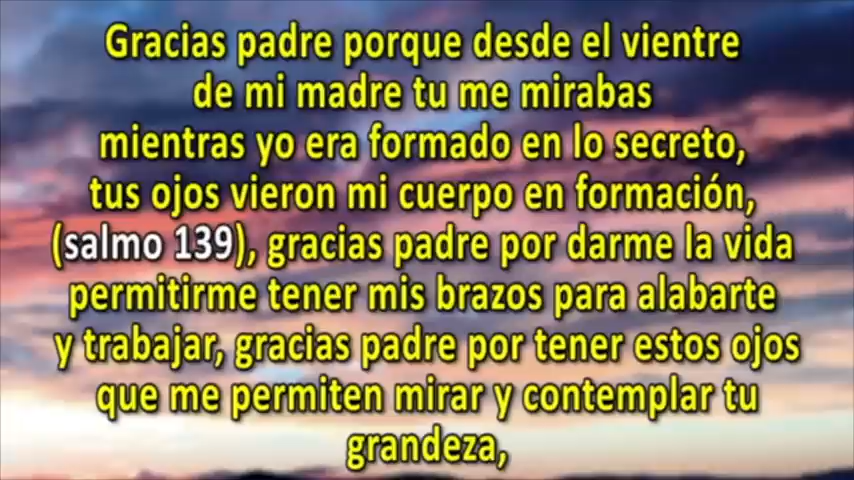 Gracias padre porque desde el vientre
de mi madre tu me mirabas
mientras yo era formado en lo secreto,
tus ojos vieron mi cuerpo en formación,
(salmo 139), gracias padre por darme la vida
permitirme tener mis brazos para alabarte
y trabajar, gracias padre por tener estos ojos
que me permiten mirar y contemplar tu
grandeza,